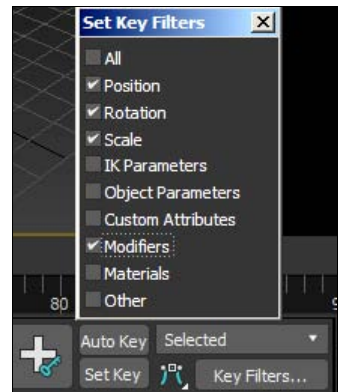 Set Key Filters
All
Position
Rotation
Scale
IK Parameters
Object Parameters
Custom Attributes
Modifiers
Materials
Other
80
Auto Key Selected
Set Key Key Filters...